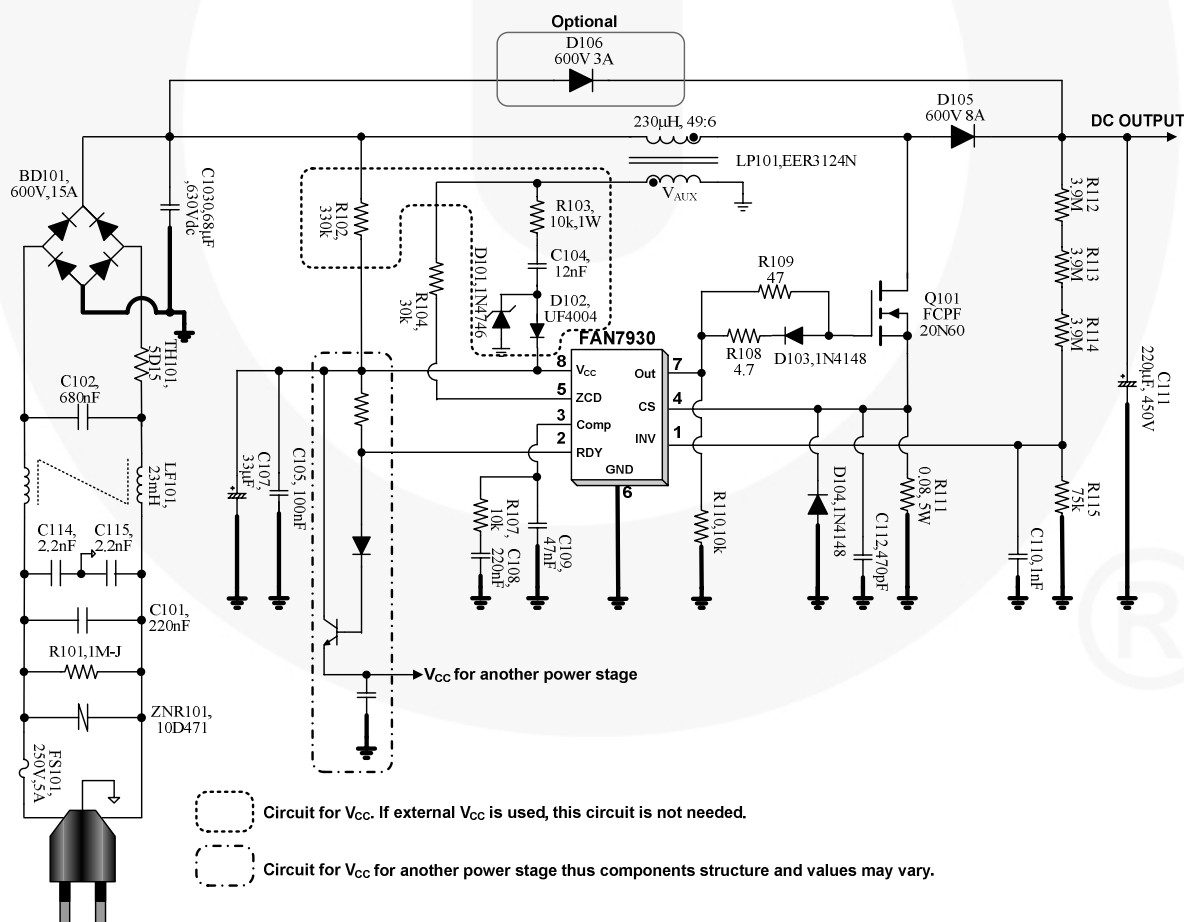 Optional
D106
600V 3A
D105
600V 8A
DC OUTPUT
230μH, 49:6
LP101,EER3124N
VAUX
BD101,
600V,15A
C1030,68μF
,630Vdc
R102,
330k
R103,
10k,1W
C104,
12nF
D101,1N4746
D102,
UF4004
R104,
30k
R109
47
R108
4.7
D103,1N4148
Q101
FCPF
20N60
R112
3.9M
R113
3.9M
R114
3.9M
C111
220μF, 450V
FAN7930
8
VCC
5
ZCD
3
Comp
2
RDY
GND
6
Out
7
CS
4
INV
1
TH101,
5D15
C102,
680nF
LF101,
23mH
C107,
33μF
C105, 100nF
R107,
10k
C108,
220nF
C109,
47nF
R110,10k
D104,1N4148
C112,470pF
R111
0.08, 5W
C110,1nF
R115
75k
C114,
2,2nF
C115,
2,2nF
C101,
220nF
R101,1M-J
ZNR101,
10D471
FS101,
250V,5A
VCC for another power stage
Circuit for VCC. If external VCC is used, this circuit is not needed.
Circuit for VCC for another power stage thus components structure and values may vary.
®